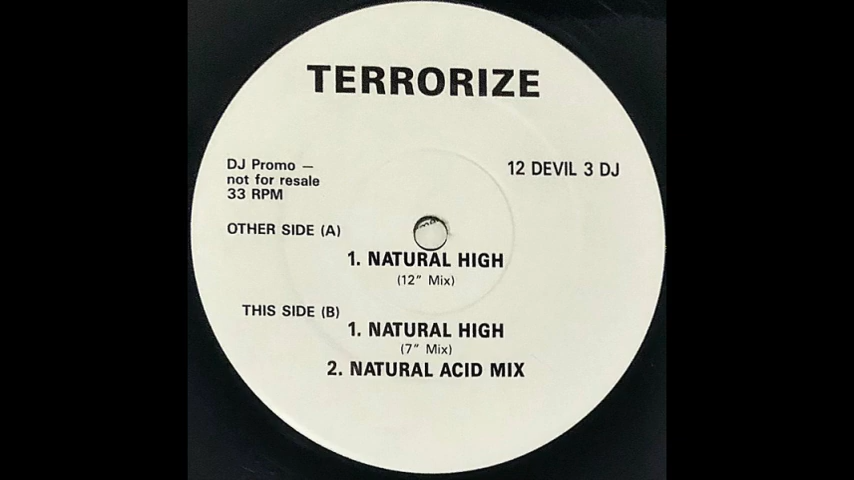 TERRORIZE
DJ Promo —
not for resale
33 RPM
12 DEVIL 3 DJ
OTHER SIDE (A)
1. NATURAL HIGH
(12” Mix)
THIS SIDE (B)
1. NATURAL HIGH
(7” Mix)
2. NATURAL ACID MIX